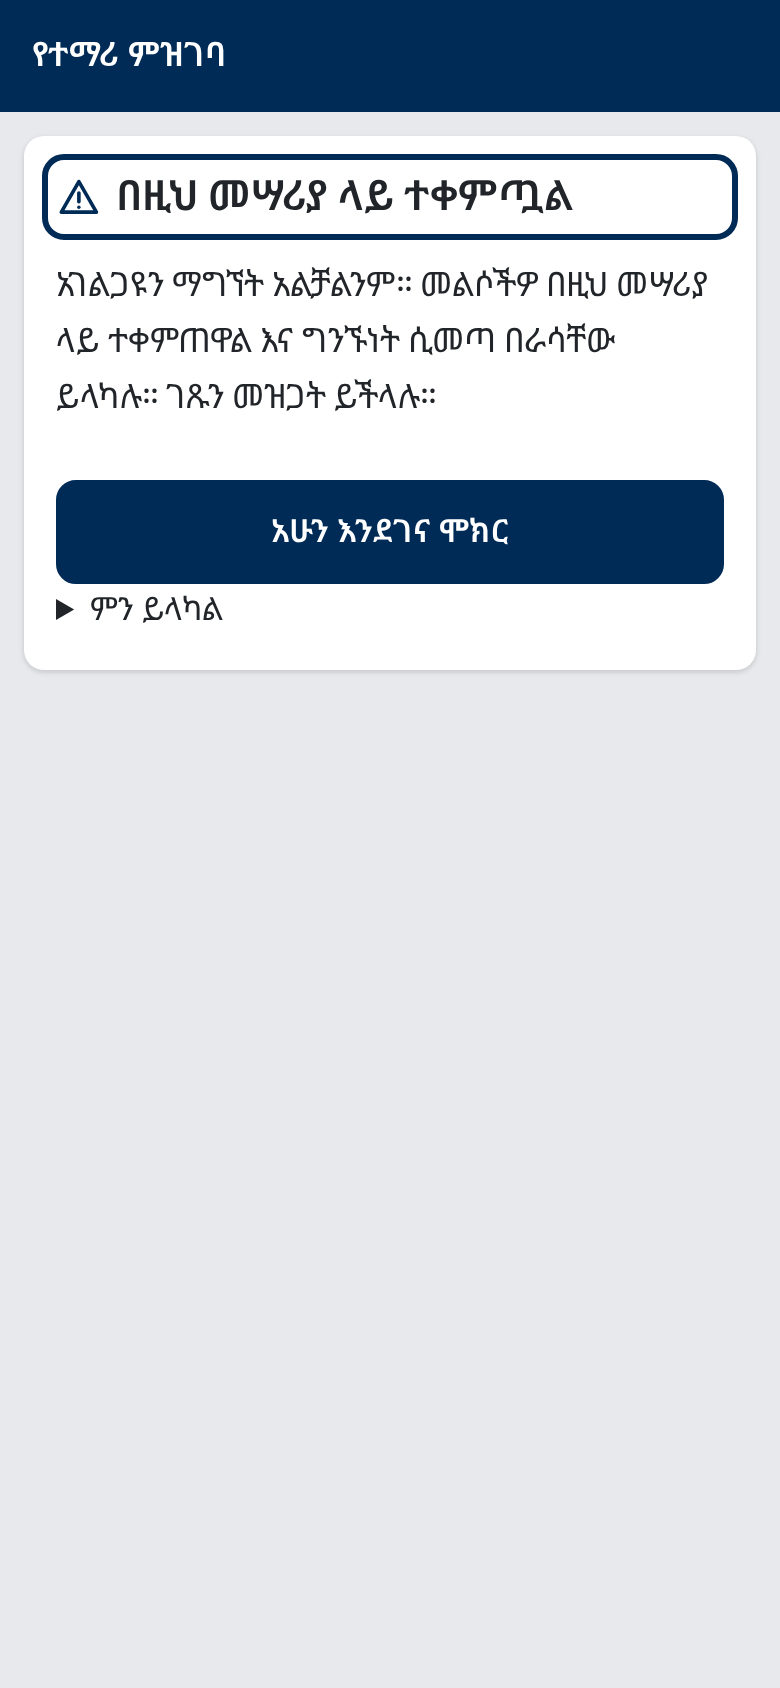 የተማሪ ምዝገባ
በዚህ መሣሪያ ላይ ተቀምጧል
አገልጋዩን ማግኘት አልቻልንም። መልሶችዎ በዚህ መሣሪያ
ላይ ተቀምጠዋል እና ግንኙነት ሲመጣ በራሳቸው
ይላካሉ። ገጹን መዝጋት ይችላሉ።
አሁን እንደገና ሞክር
ምን ይላካል